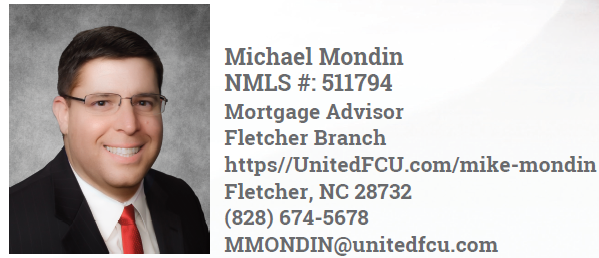 Michael Mondin
NMLS #: 511794
Mortgage Advisor
Fletcher Branch
https//UnitedFCU.com/mike-mondin
Fletcher, NC 28732
(828) 674-5678
MMONDIN@unitedfcu.com